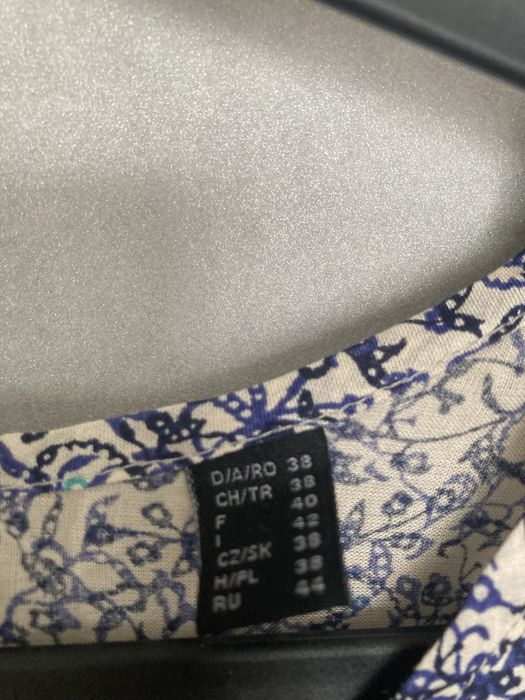 D/A/RO 38
CH/TR 38
F 40
I 42
CZ/SK 38
H/PL 38
RU 44